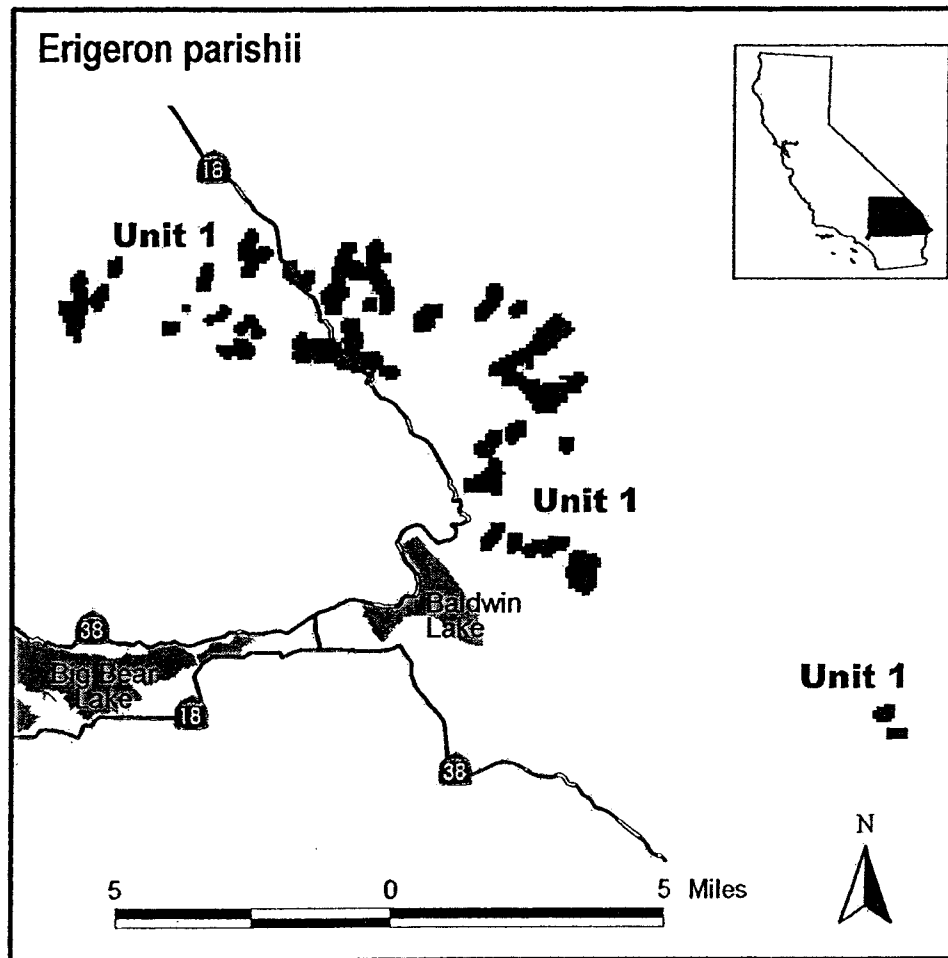 Erigeron parishii
18
Unit 1
Unit 1
Baldwin
Lake
38
Big Bear
Lake
18
Unit 1
38
N
5 0 5 Miles